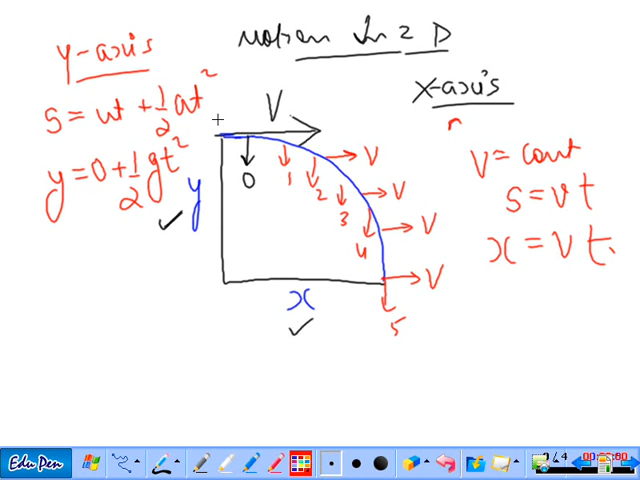 Motion In 2 D
Y-axis
S = ut + 1/2 at²
y = 0 + 1/2 gt²
X-axis
V = const
S = V t
x = V t.
V
0
1
2
3
4
5
V
V
V
V
y
x
Edu Pen
/ 4